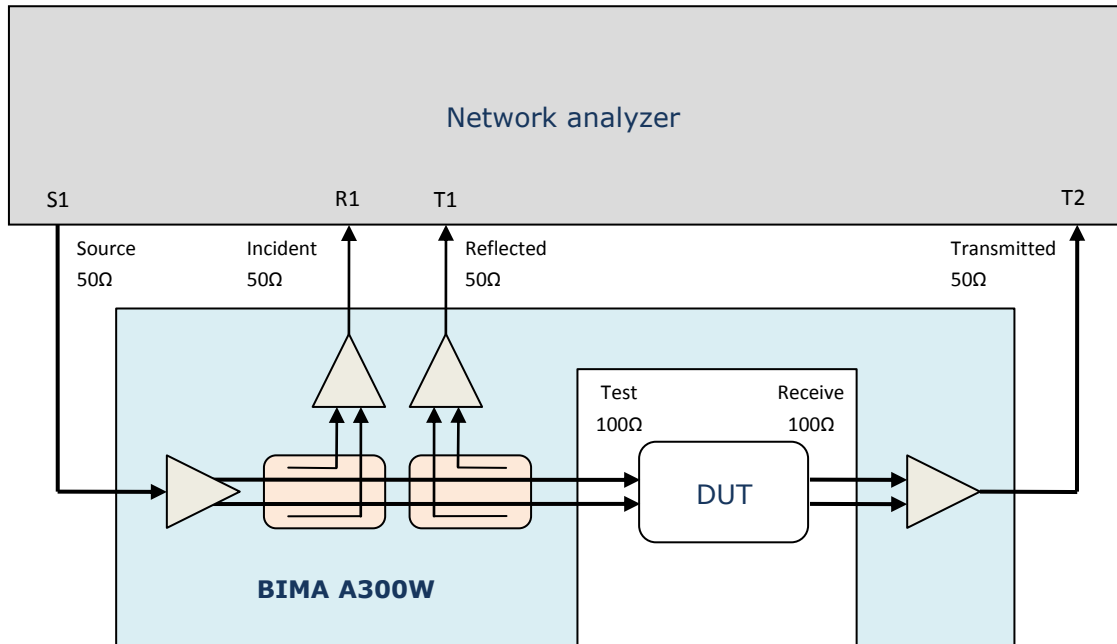 Network analyzer
S1
R1
T1
T2
Source
50Ω
Incident
50Ω
Reflected
50Ω
Transmitted
50Ω
Test
100Ω
Receive
100Ω
DUT
BIMA A300W